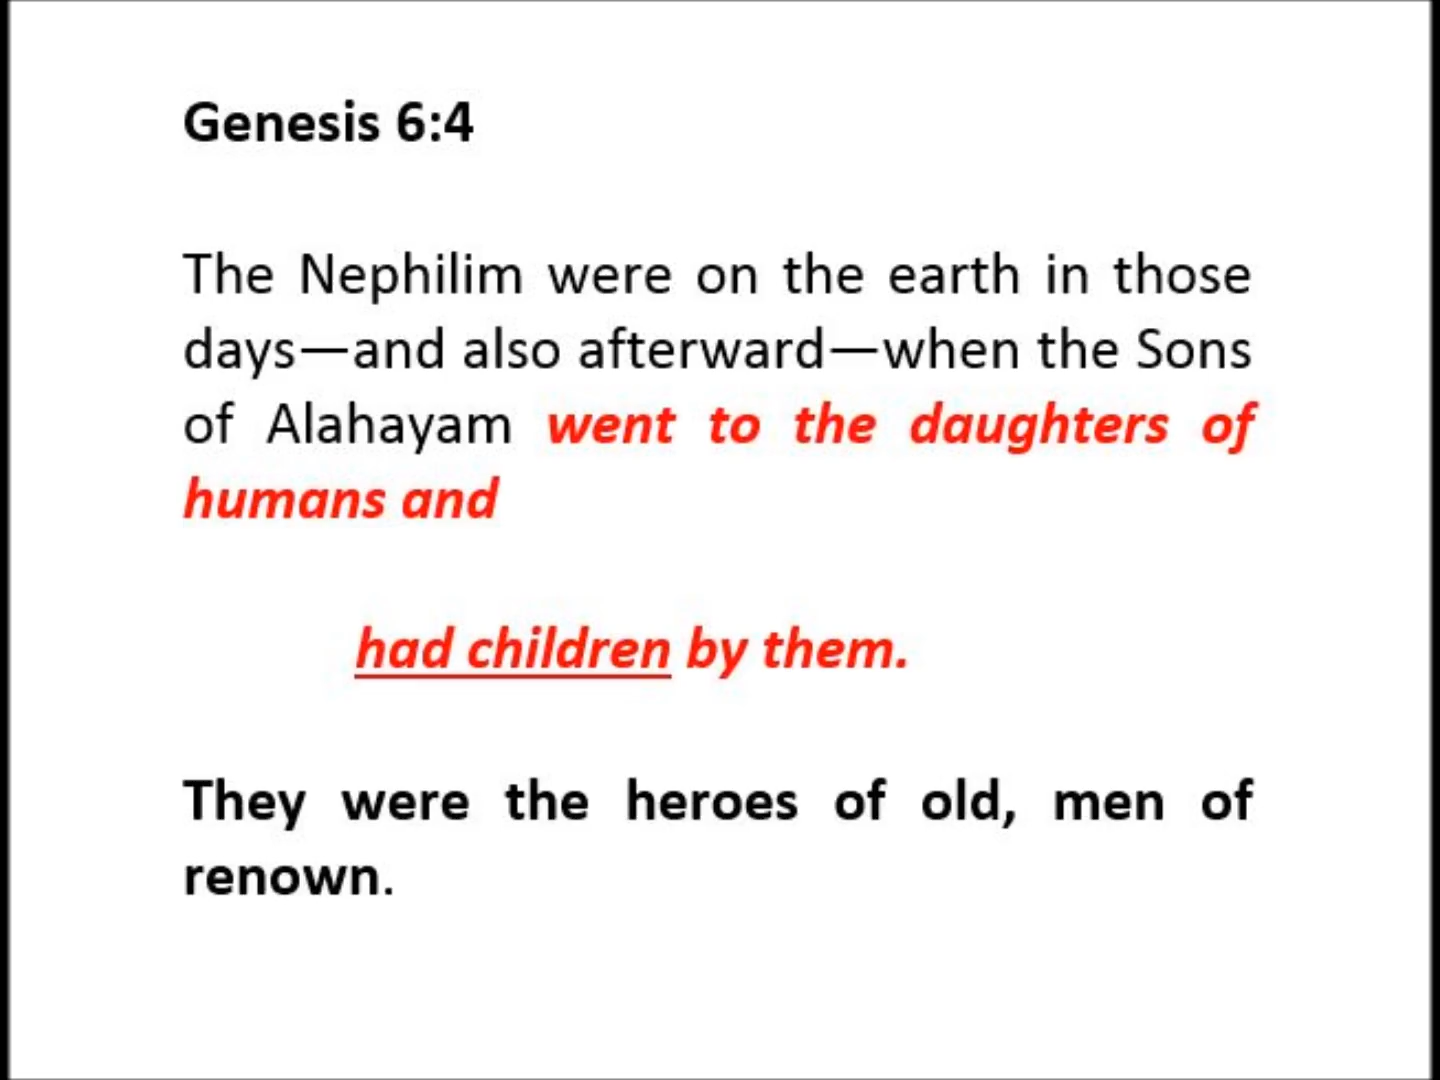 Genesis 6:4
The Nephilim were on the earth in those
days—and also afterward—when the Sons
of Alahayam went to the daughters of
humans and
had children by them.
They were the heroes of old, men of
renown.